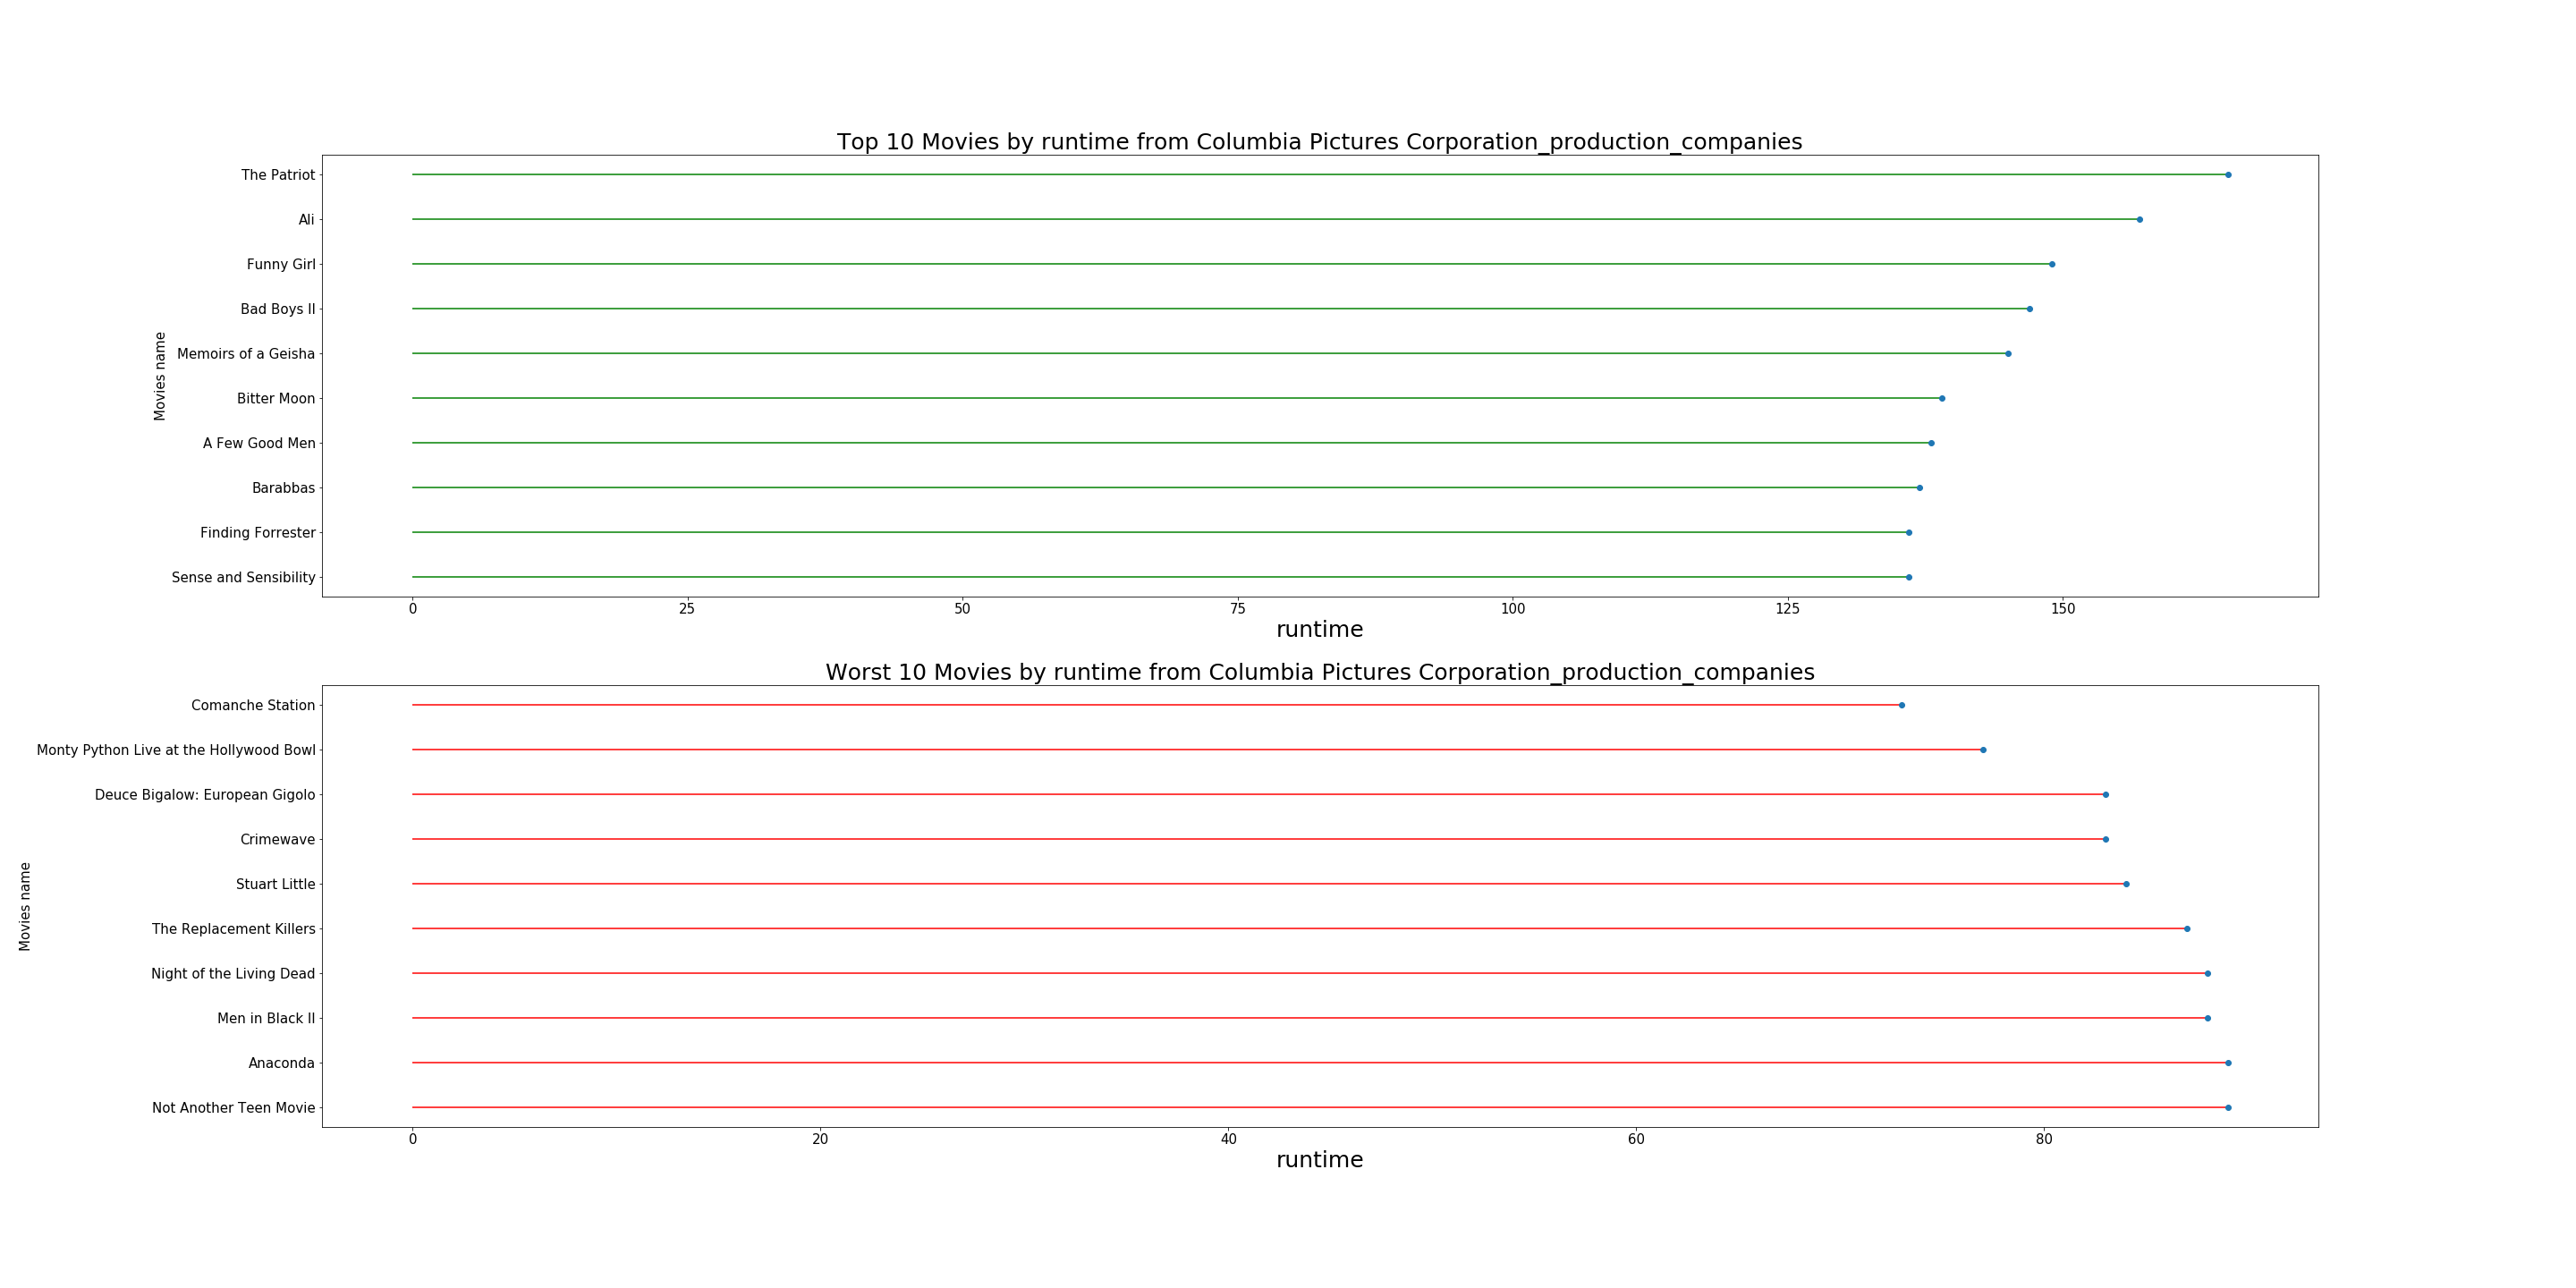 Top 10 Movies by runtime from Columbia Pictures Corporation_production_companies
Movies name
The Patriot
Ali
Funny Girl
Bad Boys II
Memoirs of a Geisha
Bitter Moon
A Few Good Men
Barabbas
Finding Forrester
Sense and Sensibility
0 25 50 75 100 125 150
runtime
Worst 10 Movies by runtime from Columbia Pictures Corporation_production_companies
Movies name
Comanche Station
Monty Python Live at the Hollywood Bowl
Deuce Bigalow: European Gigolo
Crimewave
Stuart Little
The Replacement Killers
Night of the Living Dead
Men in Black II
Anaconda
Not Another Teen Movie
0 20 40 60 80
runtime